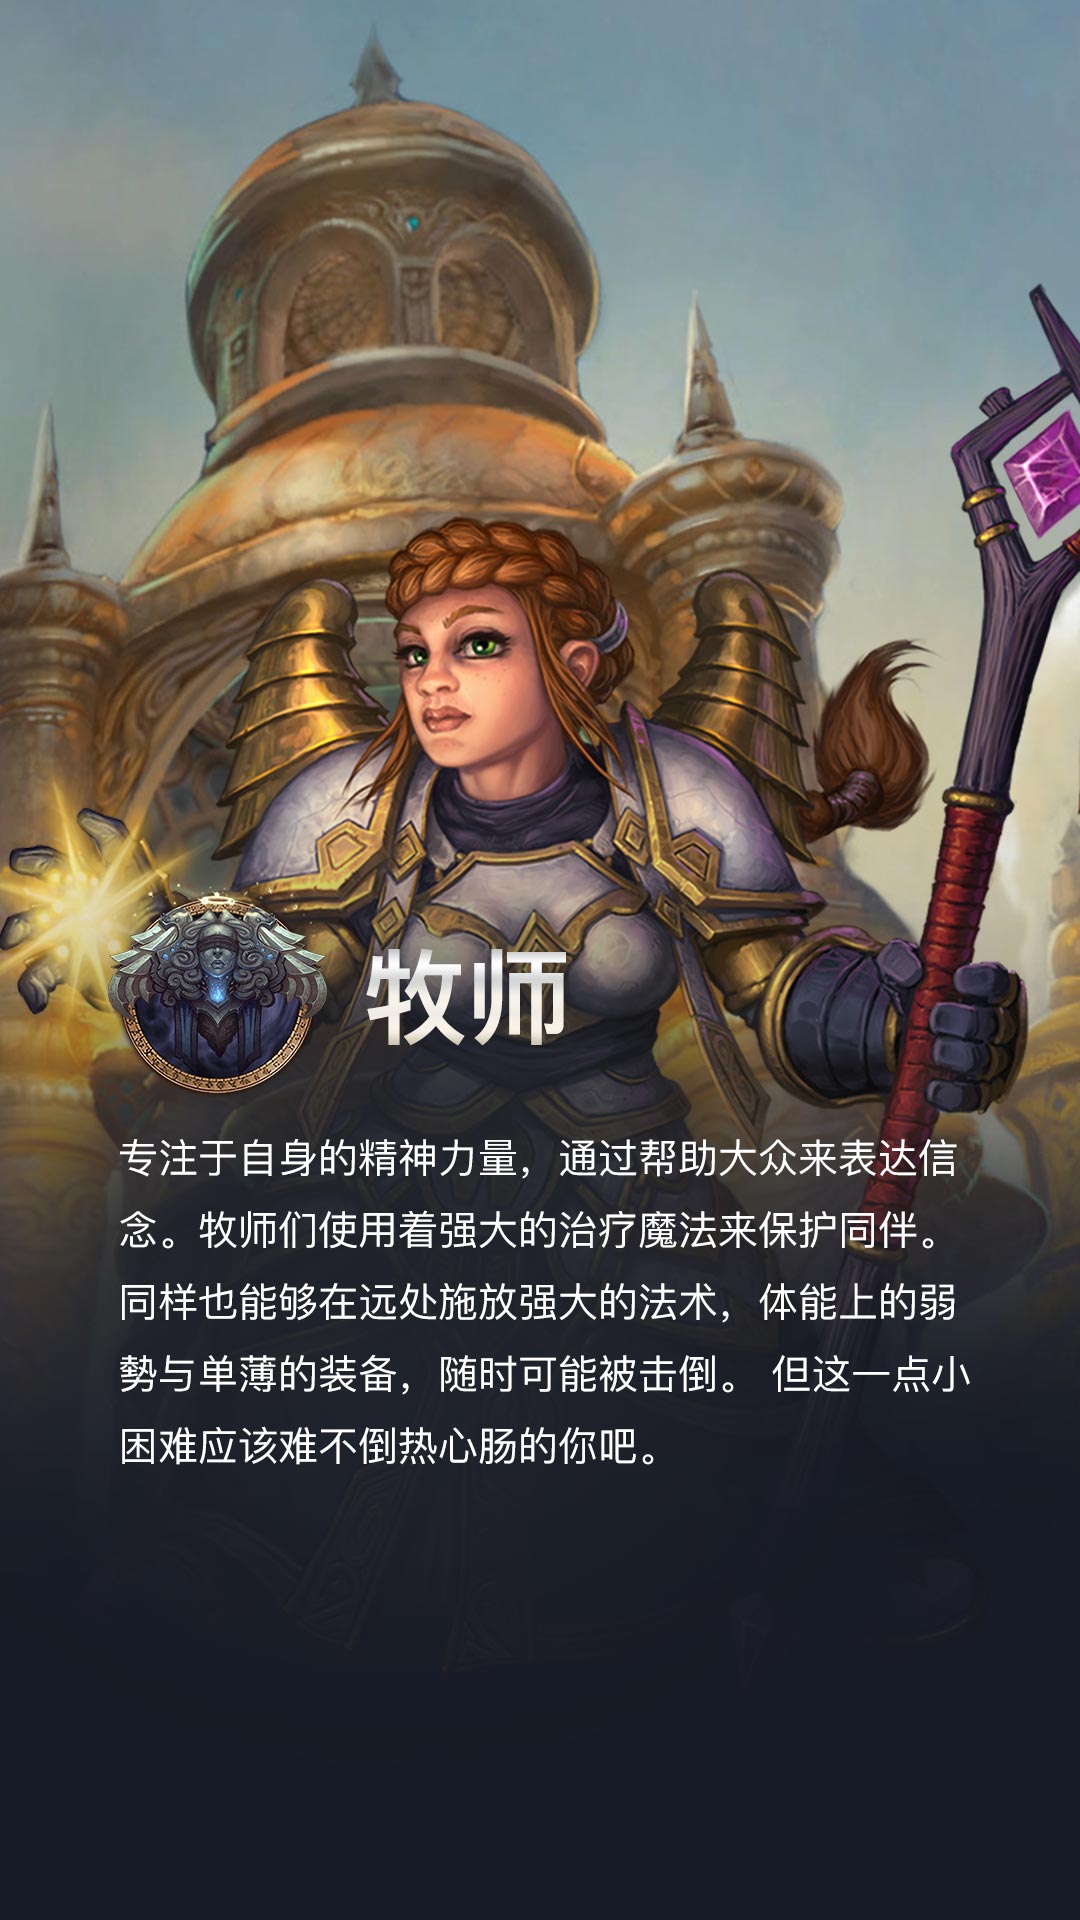 牧师
专注于自身的精神力量，通过帮助大众来表达信
念。牧师们使用着强大的治疗魔法来保护同伴。
同样也能够在远处施放强大的法术，体能上的弱
势与单薄的装备，随时可能被击倒。 但这一点小
困难应该难不倒热心肠的你吧。